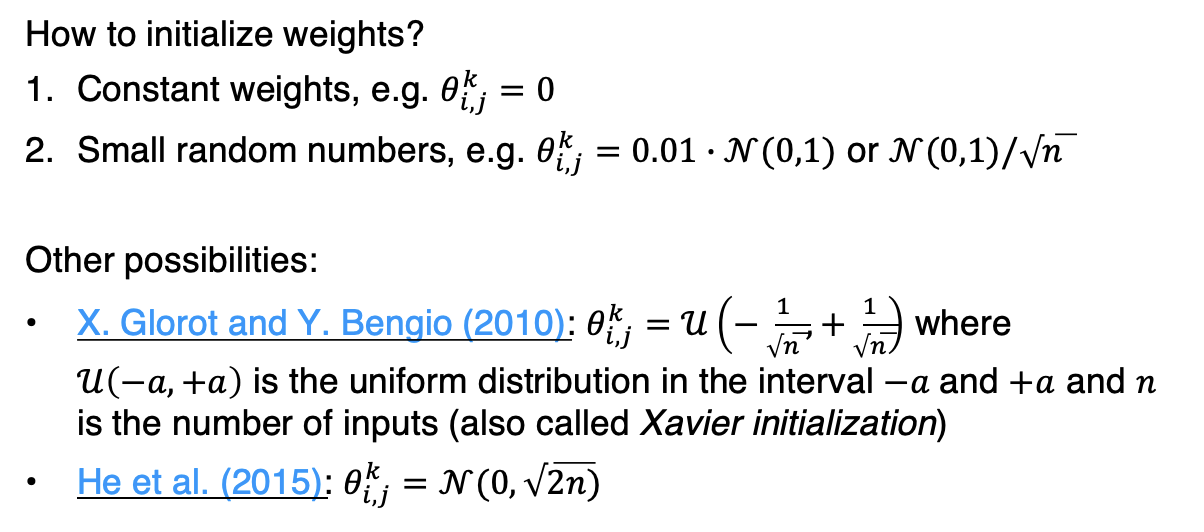 How to initialize weights?
1. Constant weights, e.g. θ^k_{i,j} = 0
2. Small random numbers, e.g. θ^k_{i,j} = 0.01 · 𝒩(0,1) or 𝒩(0,1)/√n
Other possibilities:
• X. Glorot and Y. Bengio (2010): θ^k_{i,j} = 𝒰(−1/√n, +1/√n) where
𝒰(−a, +a) is the uniform distribution in the interval −a and +a and n
is the number of inputs (also called Xavier initialization)
• He et al. (2015): θ^k_{i,j} = 𝒩(0, √2n)